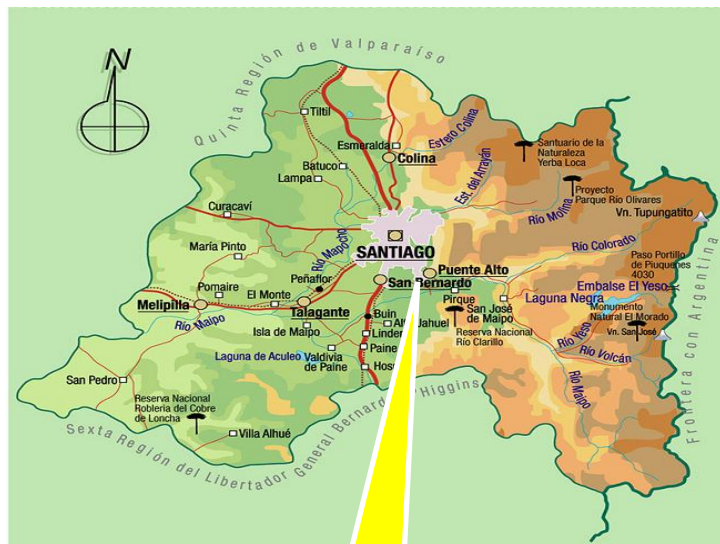 N
Quinta Región de Valparaíso
Tiltil
Esmeralda
Estero Colina
Colina
Santuario de la
Naturaleza
Yerba Loca
Batuco
Lampa
Est. del Arrayán
Proyecto
Parque Río Olivares
Curacaví
Río Molina
Vn. Tupungatito
María Pinto
Río Mapocho
SANTIAGO
Río Colorado
Paso Portillo
de Piuquenes
4030
Peñaflor
Puente Alto
Pomaire
San Bernardo
Embalse El Yeso
El Monte
Pirque
Laguna Negra
Melipilla
Talagante
Buin
San José
de Maipo
Monumento
Natural El Morado
Río Maipo
Isla de Maipo
Jahuel
Reserva Nacional
Río Clarillo
Río Yeso
Vn. San José
Laguna de Aculeo
Valdivia
de Paine
Paine
Río Volcán
San Pedro
Río Maipo
Reserva Nacional
Roblería del Cobre
de Loncha
Villa Alhué
Sexta Región del Libertador General Bernardo Higgins
Frontera con Argentina